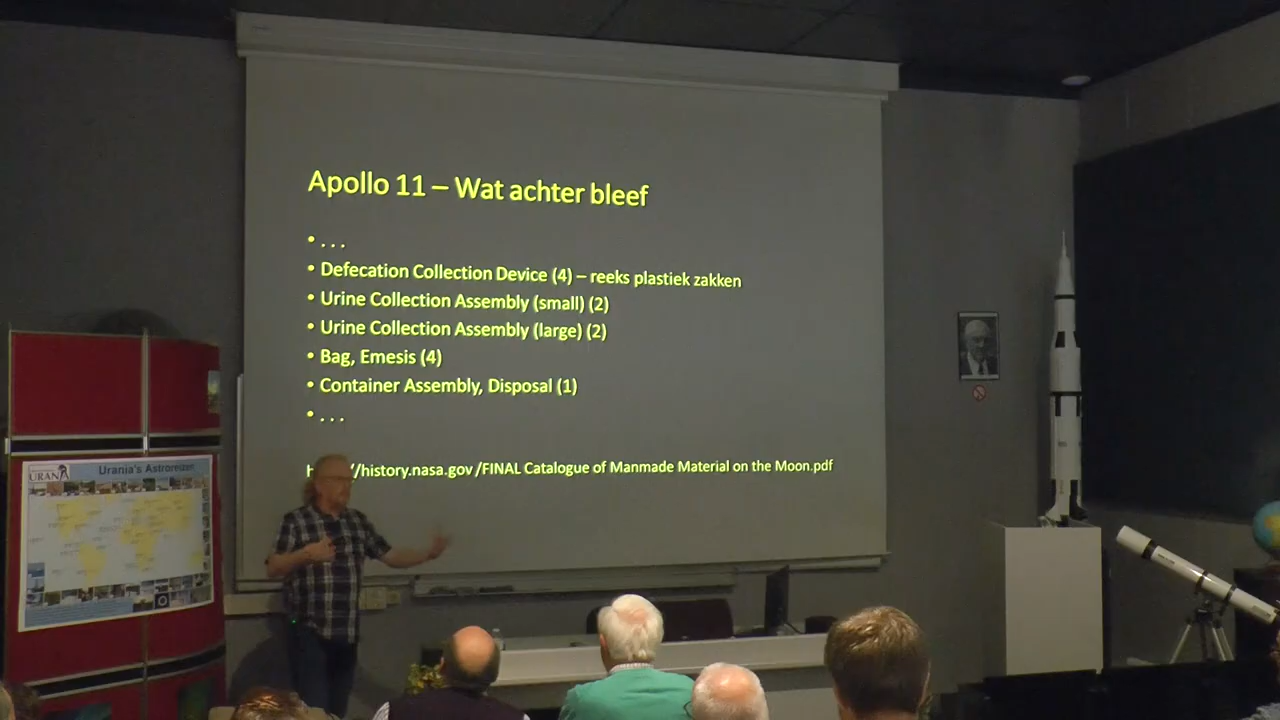 Apollo 11 – Wat achter bleef
• . . .
• Defecation Collection Device (4) – reeks plastiek zakken
• Urine Collection Assembly (small) (2)
• Urine Collection Assembly (large) (2)
• Bag, Emesis (4)
• Container Assembly, Disposal (1)
• . . .
//history.nasa.gov /FINAL Catalogue of Manmade Material on the Moon.pdf
URANIA
Urania's Astroreizen